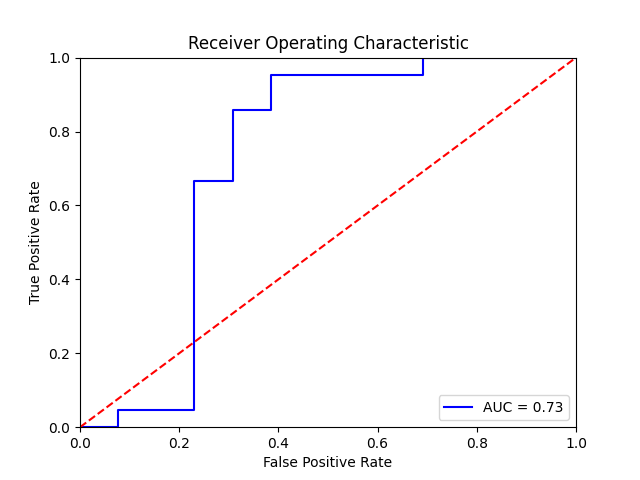 Receiver Operating Characteristic
1.0
0.8
0.6
0.4
0.2
0.0
True Positive Rate
AUC = 0.73
0.0 0.2 0.4 0.6 0.8 1.0
False Positive Rate